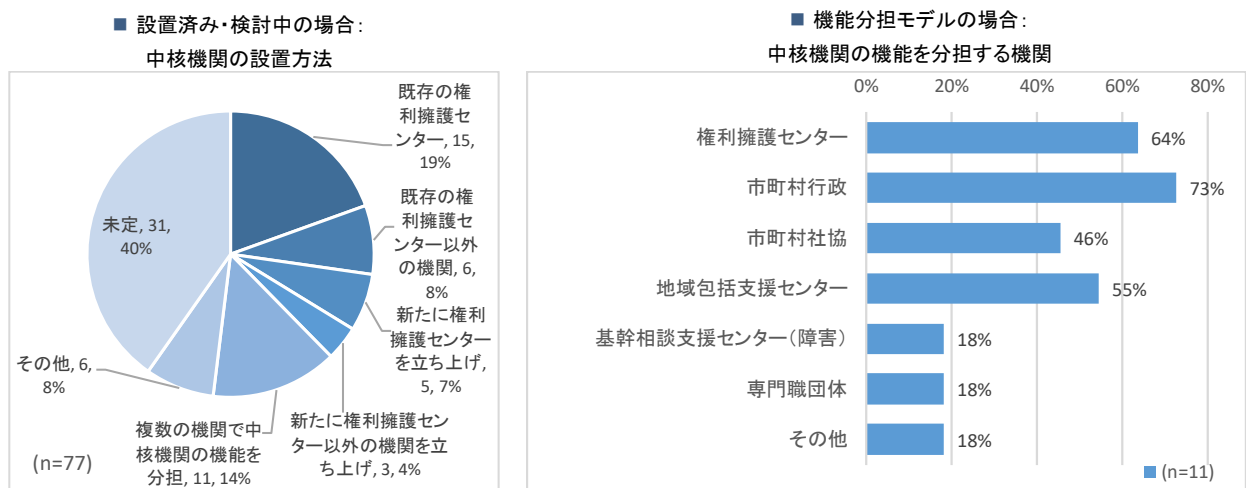 ■ 設置済み・検討中の場合:
中核機関の設置方法
既存の権
利擁護セ
ンター, 15,
19%
既存の権
利擁護セ
ンター以外
の機関, 6,
8%
新たに権利
擁護センター
を立ち上げ,
5, 7%
新たに権利擁護セン
ター以外の機関を立
ち上げ, 3, 4%
複数の機関で中
核機関の機能を
分担, 11, 14%
その他, 6,
8%
未定, 31,
40%
(n=77)
■ 機能分担モデルの場合:
中核機関の機能を分担する機関
0% 20% 40% 60% 80%
権利擁護センター 64%
市町村行政 73%
市町村社協 46%
地域包括支援センター 55%
基幹相談支援センター(障害) 18%
専門職団体 18%
その他 18%
(n=11)